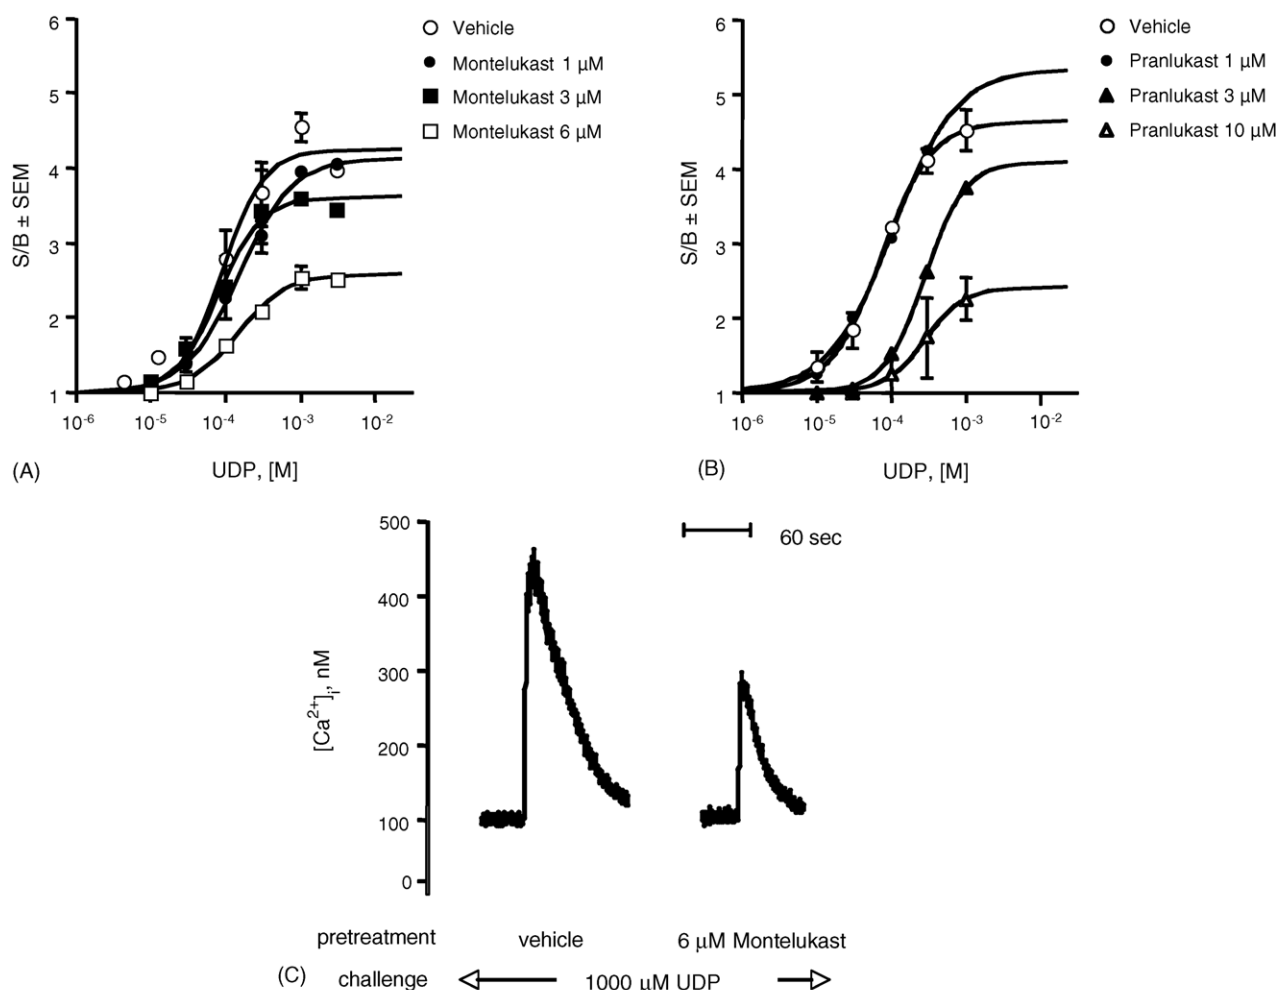 6
5
4
3
2
1
S/B ± SEM
10⁻⁶ 10⁻⁵ 10⁻⁴ 10⁻³ 10⁻²
UDP, [M]
(A)
Vehicle
Montelukast 1 μM
Montelukast 3 μM
Montelukast 6 μM
6
5
4
3
2
1
S/B ± SEM
10⁻⁶ 10⁻⁵ 10⁻⁴ 10⁻³ 10⁻²
UDP, [M]
(B)
Vehicle
Pranlukast 1 μM
Pranlukast 3 μM
Pranlukast 10 μM
500
400
300
200
100
0
[Ca²⁺]ᵢ, nM
60 sec
pretreatment vehicle 6 μM Montelukast
(C) challenge 1000 μM UDP